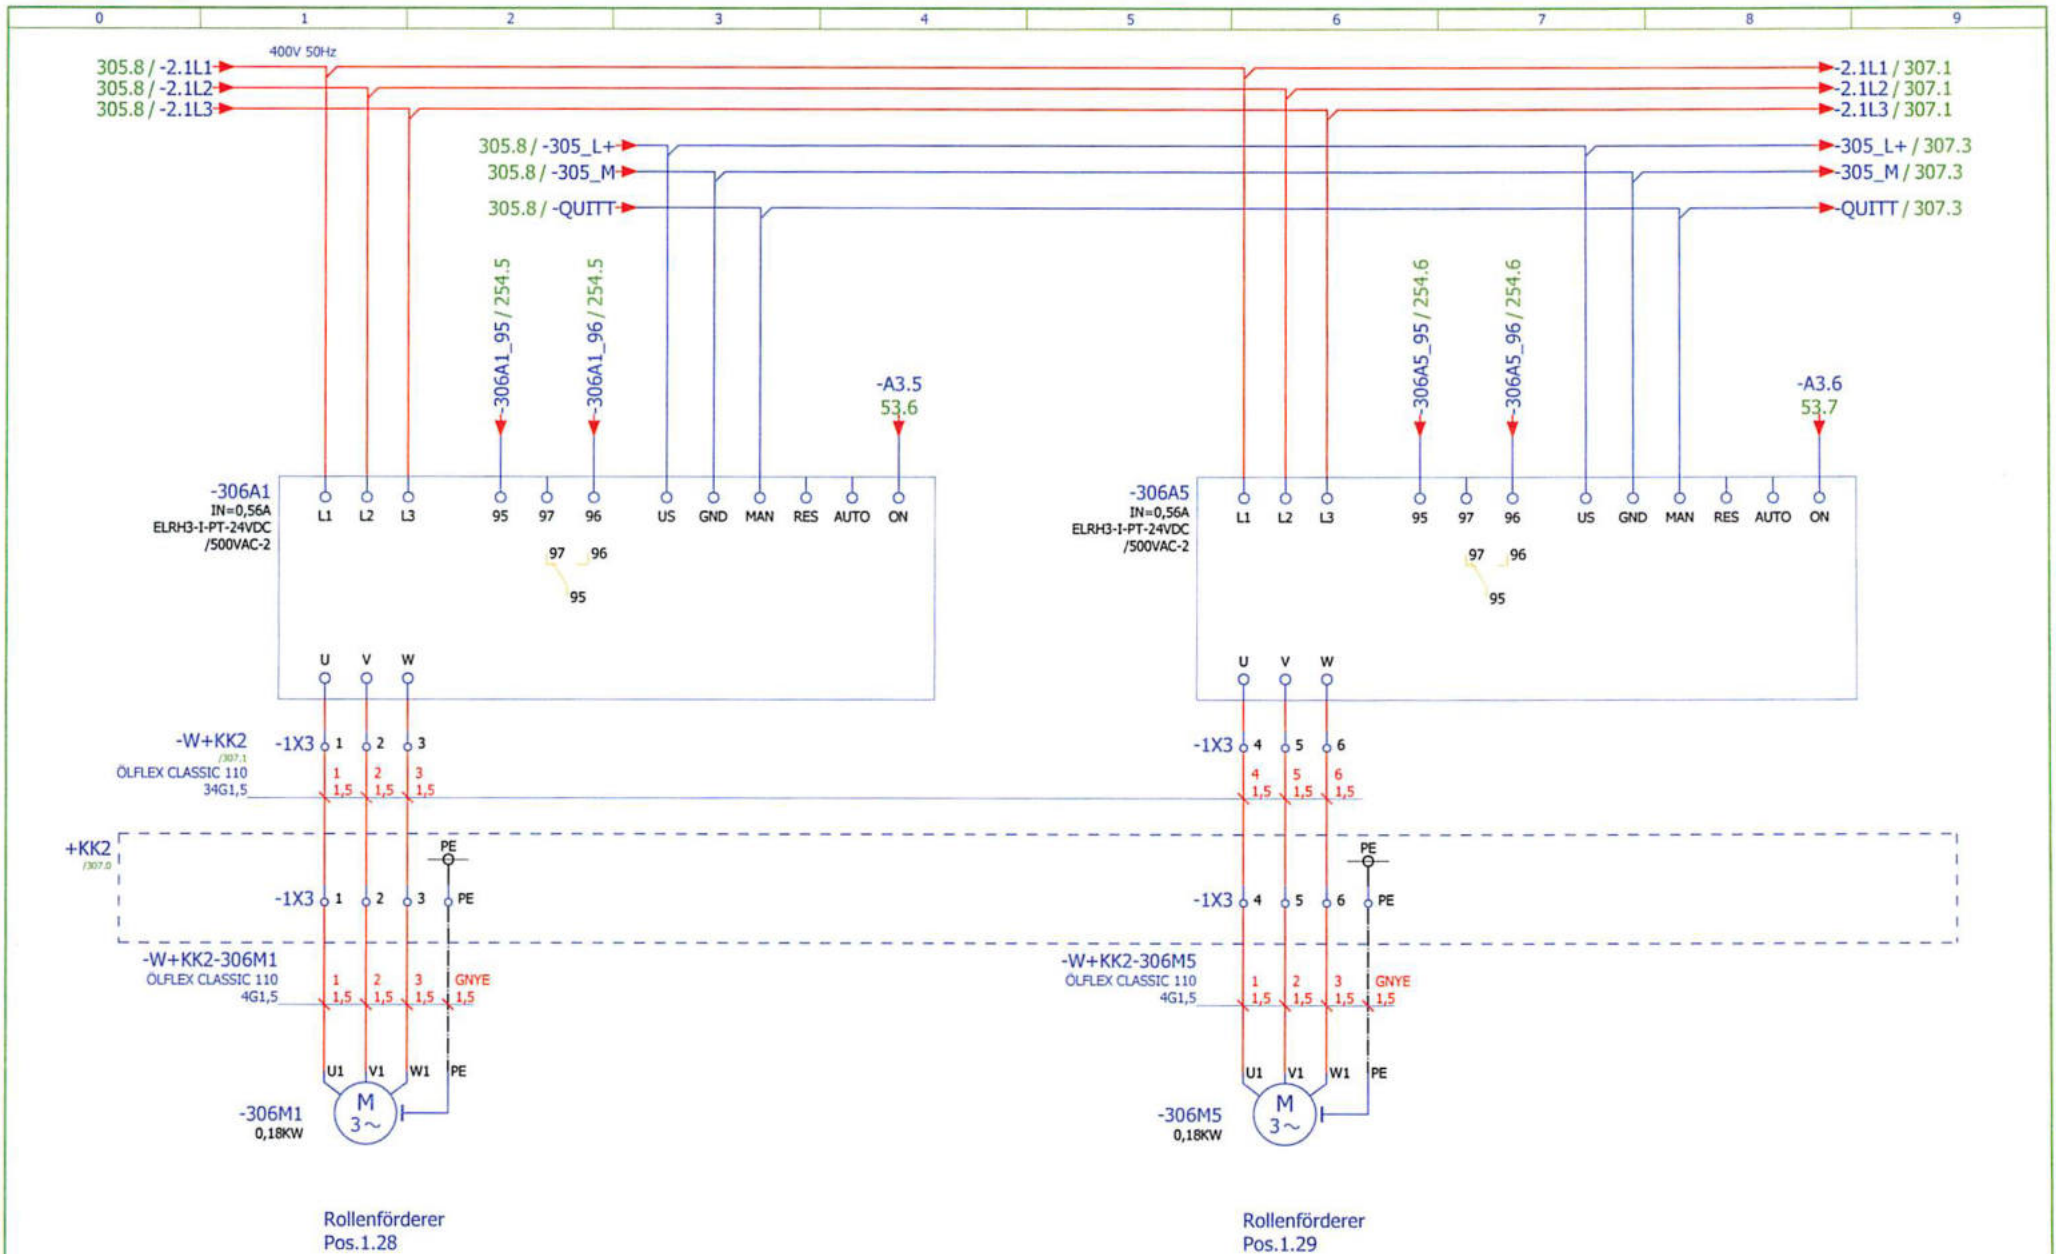 0 1 2 3 4 5 6 7 8 9
400V 50Hz
305.8 / -2.1L1 -2.1L1 / 307.1
305.8 / -2.1L2 -2.1L2 / 307.1
305.8 / -2.1L3 -2.1L3 / 307.1
305.8 / -305_L+ -305_L+ / 307.3
305.8 / -305_M -305_M / 307.3
305.8 / -QUITT -QUITT / 307.3
-306A1_95 / 254.5
-306A1_96 / 254.5
-A3.5
53.6
-306A5_95 / 254.6
-306A5_96 / 254.6
-A3.6
53.7
-306A1
IN=0,56A
ELRH3-I-PT-24VDC
/500VAC-2
L1 L2 L3 95 97 96 US GND MAN RES AUTO ON
97 96
95
U V W
-306A5
IN=0,56A
ELRH3-I-PT-24VDC
/500VAC-2
L1 L2 L3 95 97 96 US GND MAN RES AUTO ON
97 96
95
U V W
-W+KK2
/307.1
ÖLFLEX CLASSIC 110
34G1,5
-1X3 1 2 3
1 2 3
1,5 1,5 1,5
-1X3 4 5 6
4 5 6
1,5 1,5 1,5
+KK2
/307.0
PE
-1X3 1 2 3 PE
PE
-1X3 4 5 6 PE
-W+KK2-306M1
ÖLFLEX CLASSIC 110
4G1,5
1 2 3 GNYE
1,5 1,5 1,5 1,5
-W+KK2-306M5
ÖLFLEX CLASSIC 110
4G1,5
1 2 3 GNYE
1,5 1,5 1,5 1,5
U1 V1 W1 PE
M
3~
-306M1
0,18KW
U1 V1 W1 PE
M
3~
-306M5
0,18KW
Rollenförderer
Pos.1.28
Rollenförderer
Pos.1.29